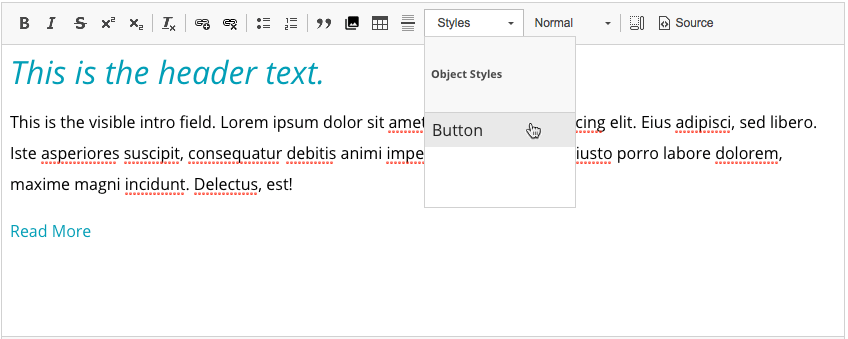 B I S x² x₂ Tx Styles Normal Source
This is the header text.
Object Styles
This is the visible intro field. Lorem ipsum dolor sit amet cing elit. Eius adipisci, sed libero.
Button
Iste asperiores suscipit, consequatur debitis animi impe iusto porro labore dolorem,
maxime magni incidunt. Delectus, est!
Read More